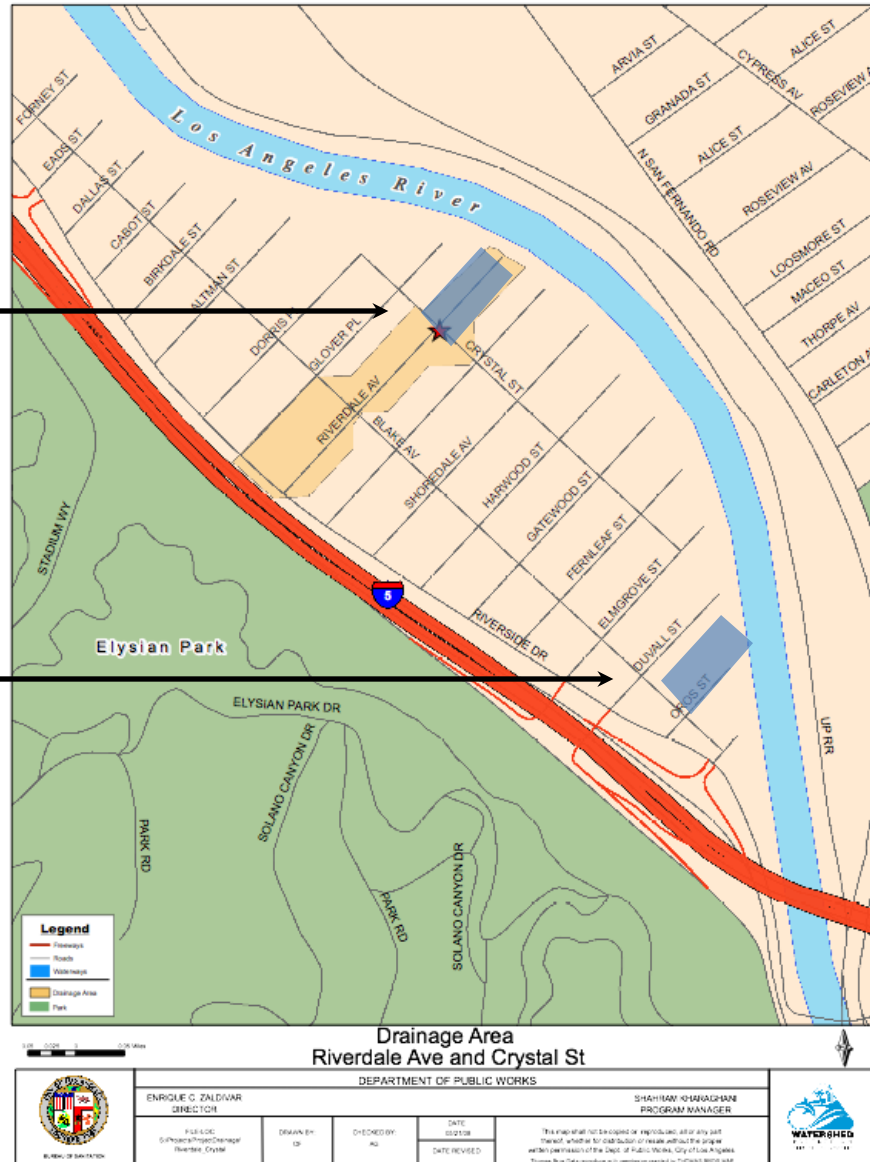 ARVIA ST
ALICE ST
CYPRESS AV
GRANADA ST
ROSEVIEW
ALICE ST
N SAN FERNANDO RD
ROSEVIEW AV
LOOSMORE ST
MACEO ST
THORPE AV
CARLETON
FORNEY ST
EADS ST
DALLAS ST
CABOT ST
BIRKDALE ST
ALTMAN ST
DORRIS PL
GLOVER PL
Los Angeles River
CRYSTAL ST
RIVERDALE AV
BLAKE AV
SHOREDALE AV
HARWOOD ST
GATEWOOD ST
FERNLEAF ST
ELMGROVE ST
DUVALL ST
OROS ST
STADIUM WY
5
RIVERSIDE DR
Elysian Park
ELYSIAN PARK DR
SOLANO CANYON DR
UP RR
PARK RD
PARK RD
SOLANO CANYON DR
Legend
Freeways
Roads
Waterways
Drainage Area
Park
Drainage Area
Riverdale Ave and Crystal St
DEPARTMENT OF PUBLIC WORKS
ENRIQUE C. ZALDIVAR
DIRECTOR
SHAHRAM KHARAGHANI
PROGRAM MANAGER
DRAWN BY
CHECKED BY:
DATE
DATE REVISED
This map shall not be copied or reproduced, all or any part
thereof, whether for distribution or resale, without the proper
written permission of the Dept. of Public Works, City of Los Angeles
BUREAU OF SANITATION
WATERSHED